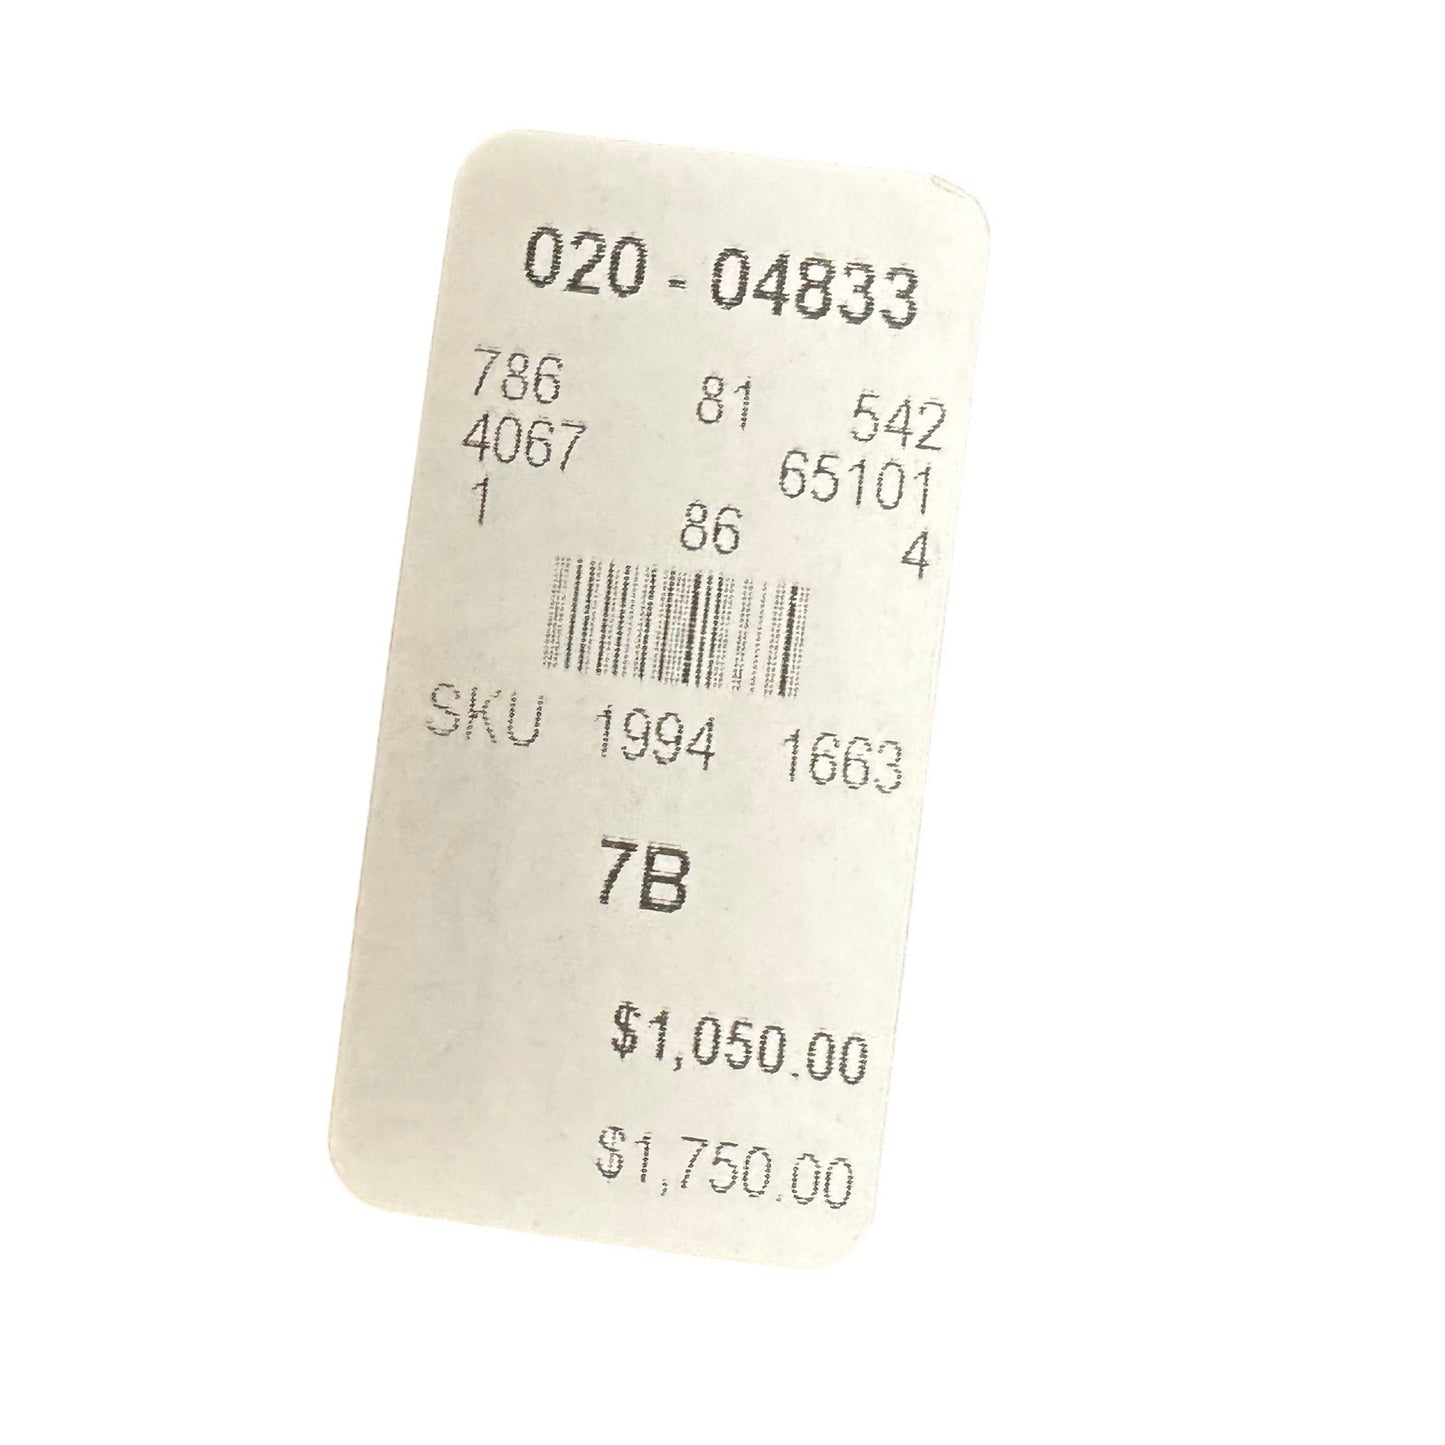 020 - 04833
786 81 542
4067 65101
1 86 4
SKU 1994 1663
7B
$1,050.00
$1,750.00